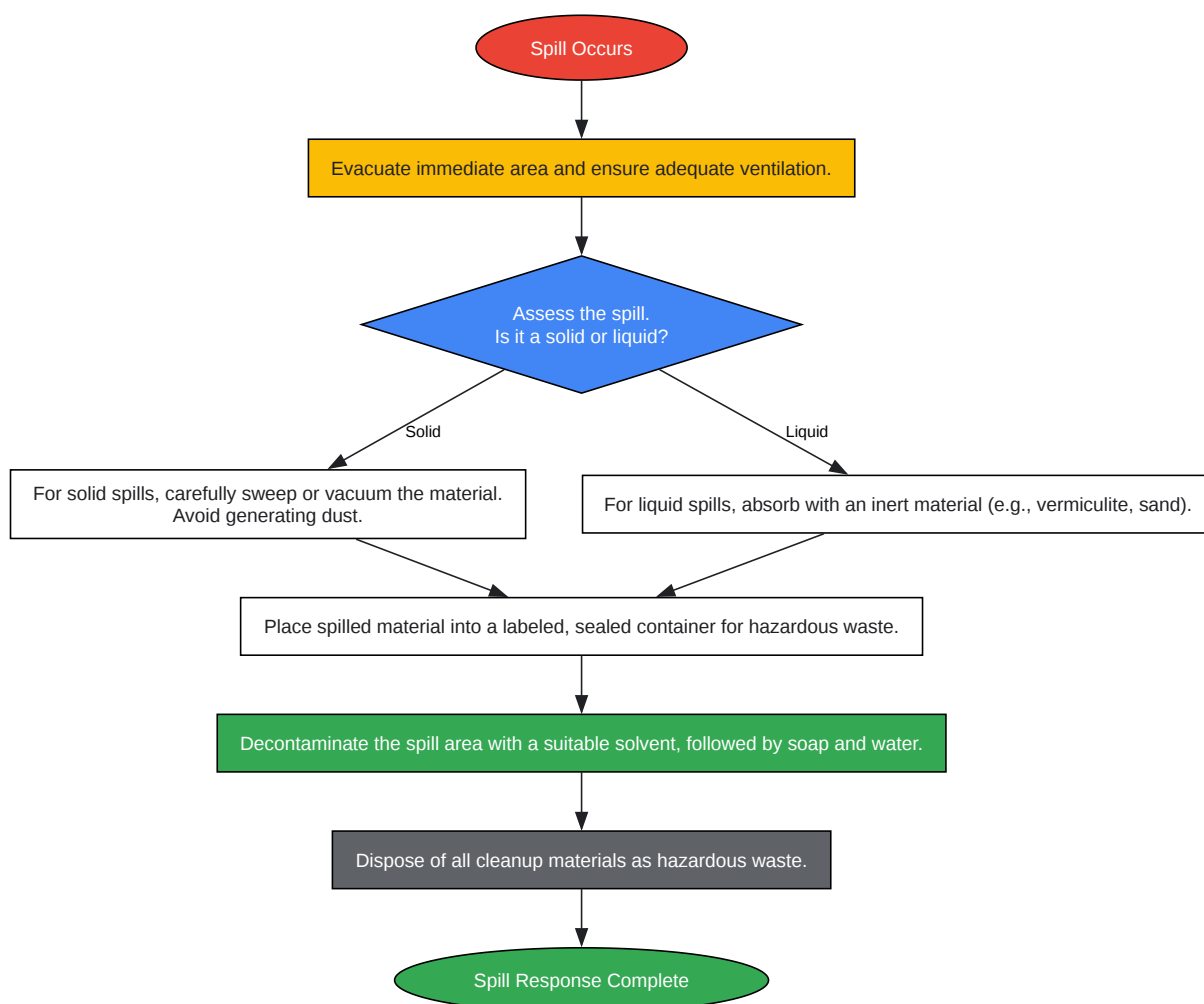 Spill Occurs
Evacuate immediate area and ensure adequate ventilation.
Assess the spill.
Is it a solid or liquid?
Solid
Liquid
For solid spills, carefully sweep or vacuum the material.
Avoid generating dust.
For liquid spills, absorb with an inert material (e.g., vermiculite, sand).
Place spilled material into a labeled, sealed container for hazardous waste.
Decontaminate the spill area with a suitable solvent, followed by soap and water.
Dispose of all cleanup materials as hazardous waste.
Spill Response Complete